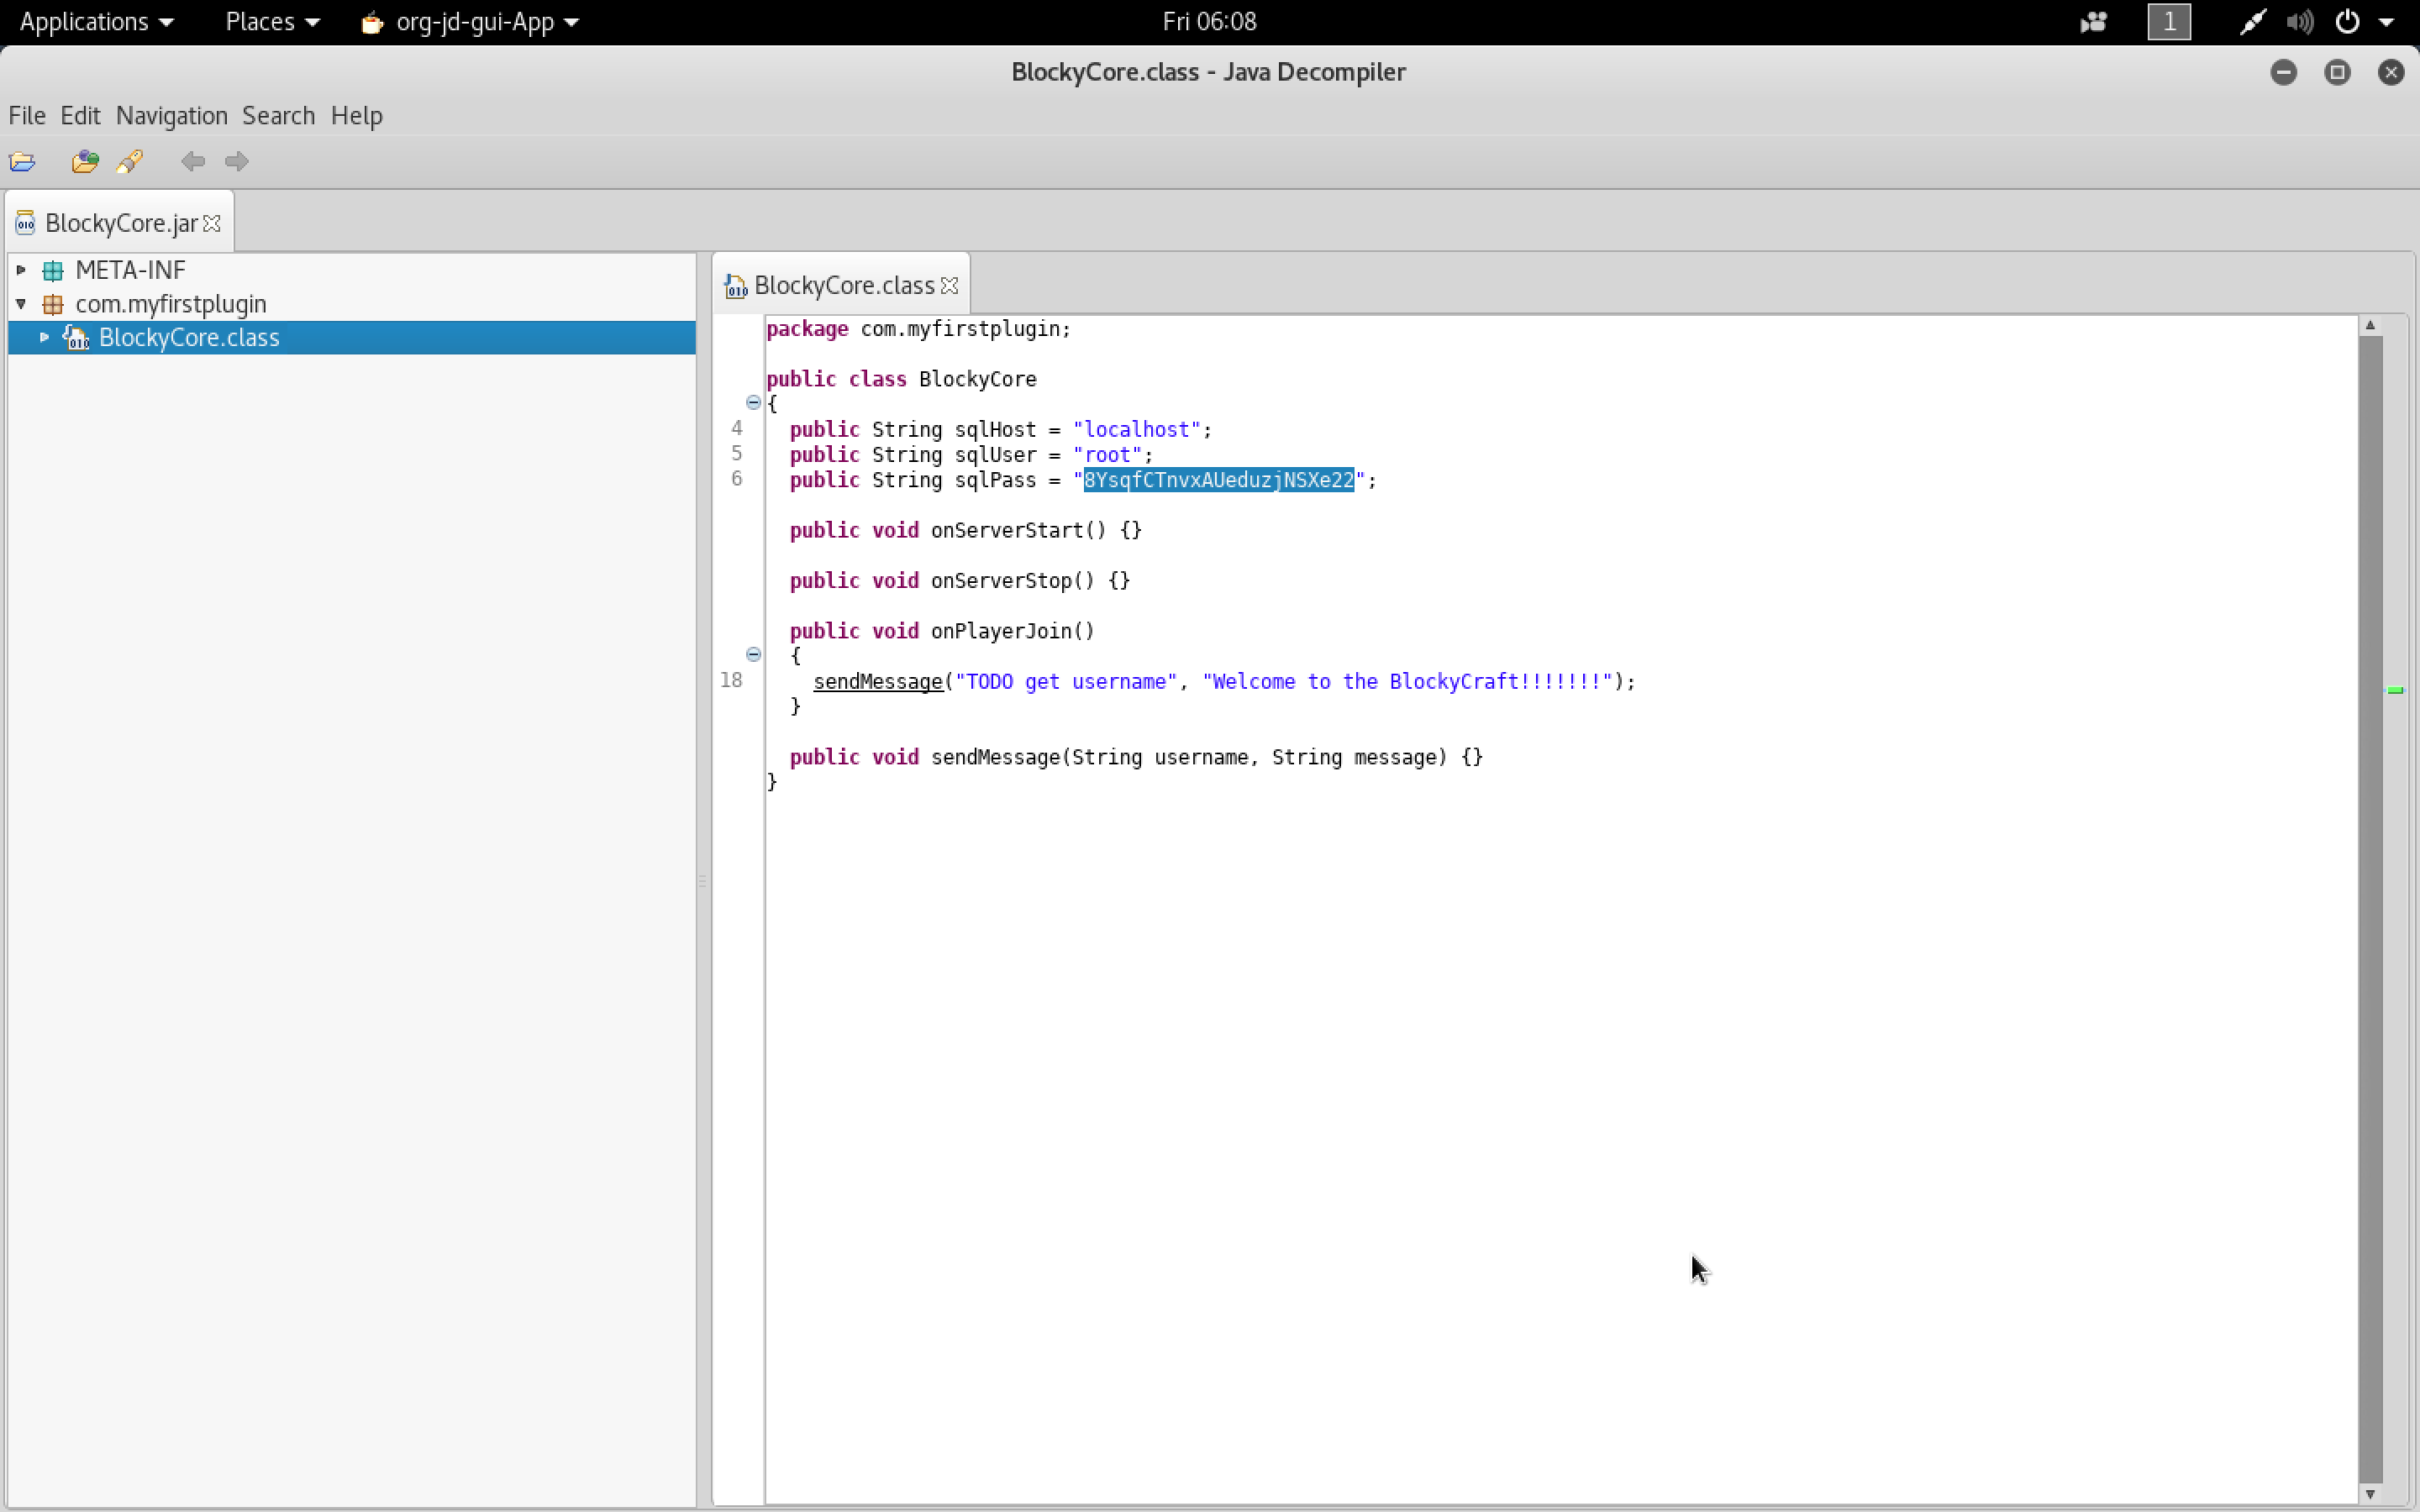 Applications Places org-jd-gui-App Fri 06:08 1
BlockyCore.class - Java Decompiler
File Edit Navigation Search Help
BlockyCore.jar
META-INF
com.myfirstplugin
BlockyCore.class
BlockyCore.class
package com.myfirstplugin;
public class BlockyCore
{
4 public String sqlHost = "localhost";
5 public String sqlUser = "root";
6 public String sqlPass = "8YsqfCTnvxAUeduzjNSXe22";
public void onServerStart() {}
public void onServerStop() {}
public void onPlayerJoin()
{
18 sendMessage("TODO get username", "Welcome to the BlockyCraft!!!!!!!");
}
public void sendMessage(String username, String message) {}
}